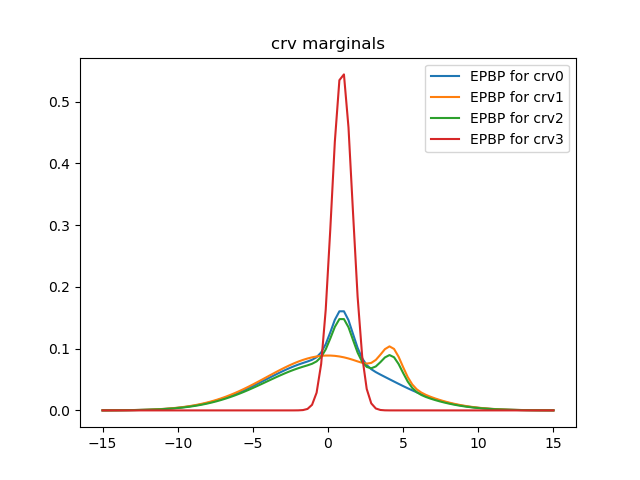 crv marginals
EPBP for crv0
EPBP for crv1
EPBP for crv2
EPBP for crv3
0.5
0.4
0.3
0.2
0.1
0.0
−15 −10 −5 0 5 10 15